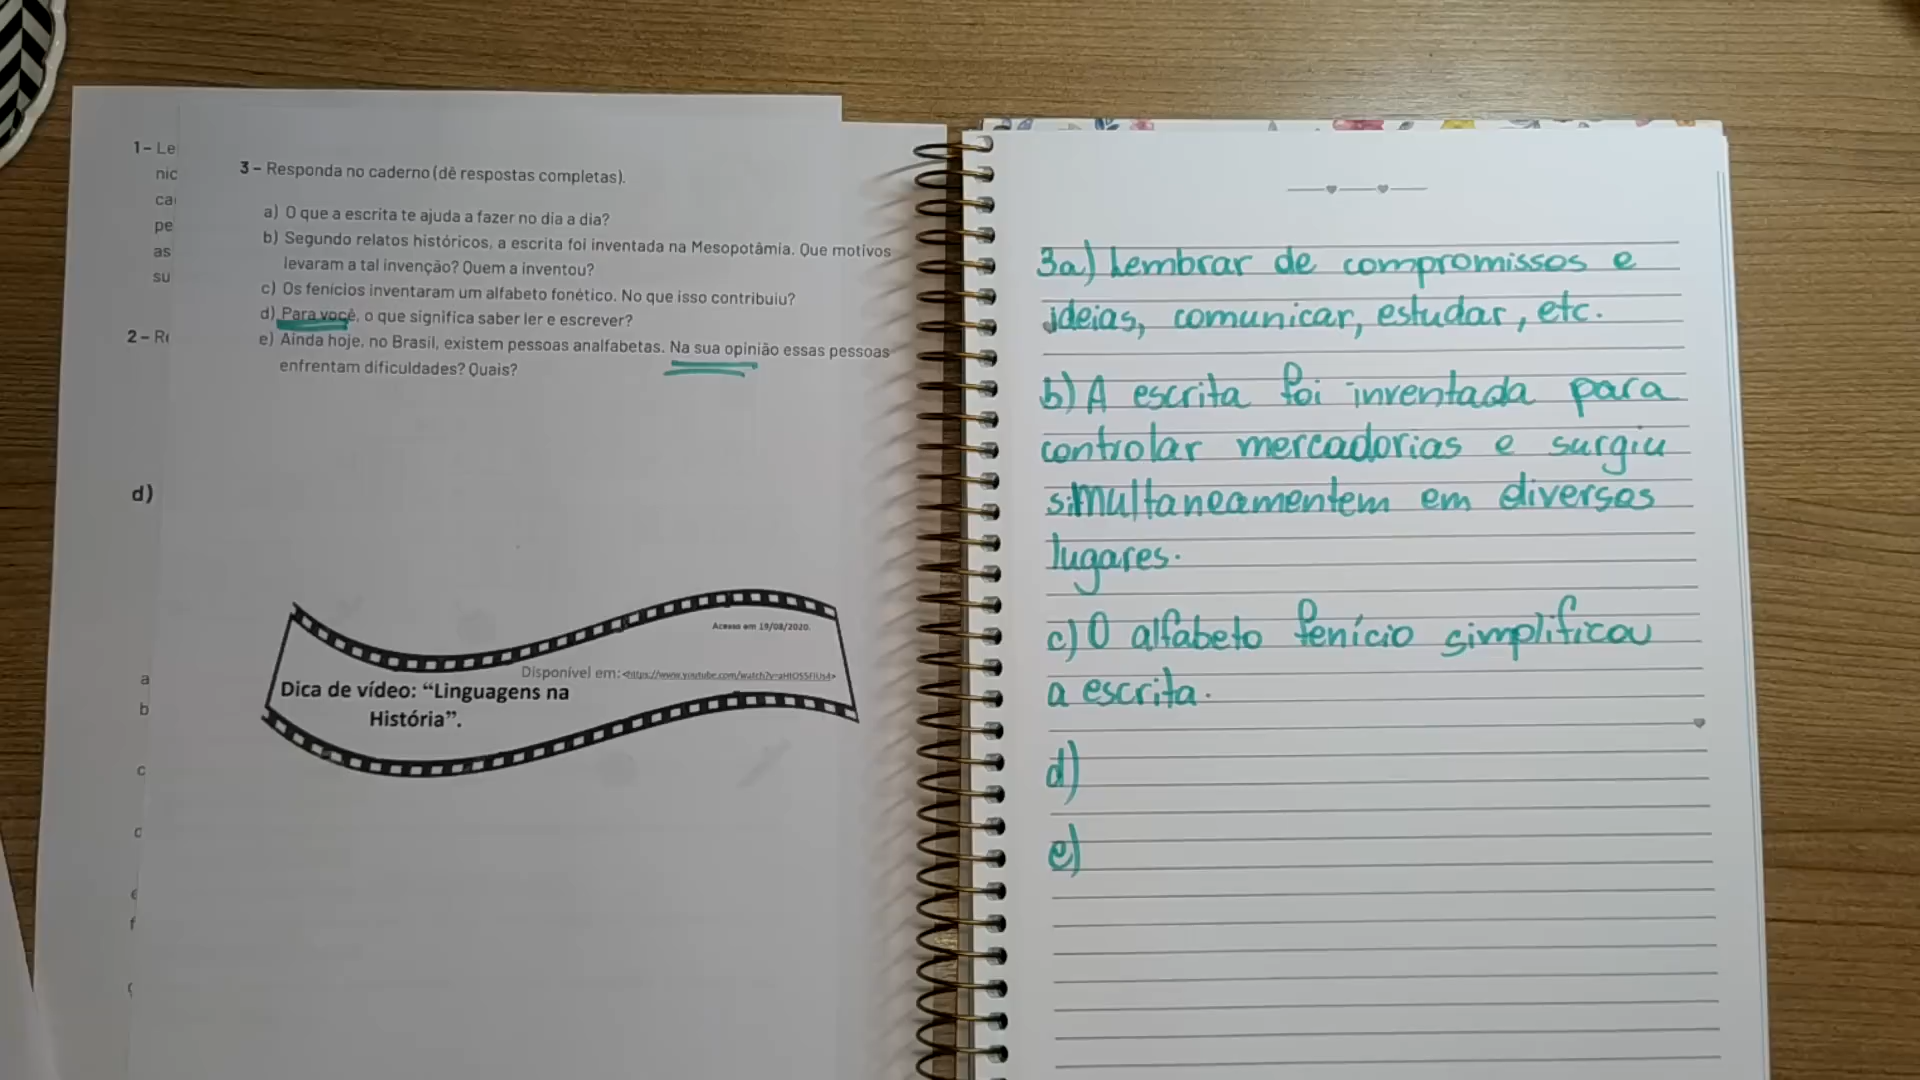 1- Le
nic
ca
pe
as
su
2- Re
d)
a
b
c
f
3 - Responda no caderno (dê respostas completas).
a) O que a escrita te ajuda a fazer no dia a dia?
b) Segundo relatos históricos, a escrita foi inventada na Mesopotâmia. Que motivos
levaram a tal invenção? Quem a inventou?
c) Os fenícios inventaram um alfabeto fonético. No que isso contribuiu?
d) Para você, o que significa saber ler e escrever?
e) Ainda hoje, no Brasil, existem pessoas analfabetas. Na sua opinião essas pessoas
enfrentam dificuldades? Quais?
Acesso em 19/08/2020.
Disponível em:
Dica de vídeo: “Linguagens na
História”.
3a) Lembrar de compromissos e
ideias, comunicar, estudar, etc.
b) A escrita foi inventada para
controlar mercadorias e surgiu
simultaneamentem em diversos
lugares.
c) O alfabeto fenício simplificou
a escrita.
d)
e)